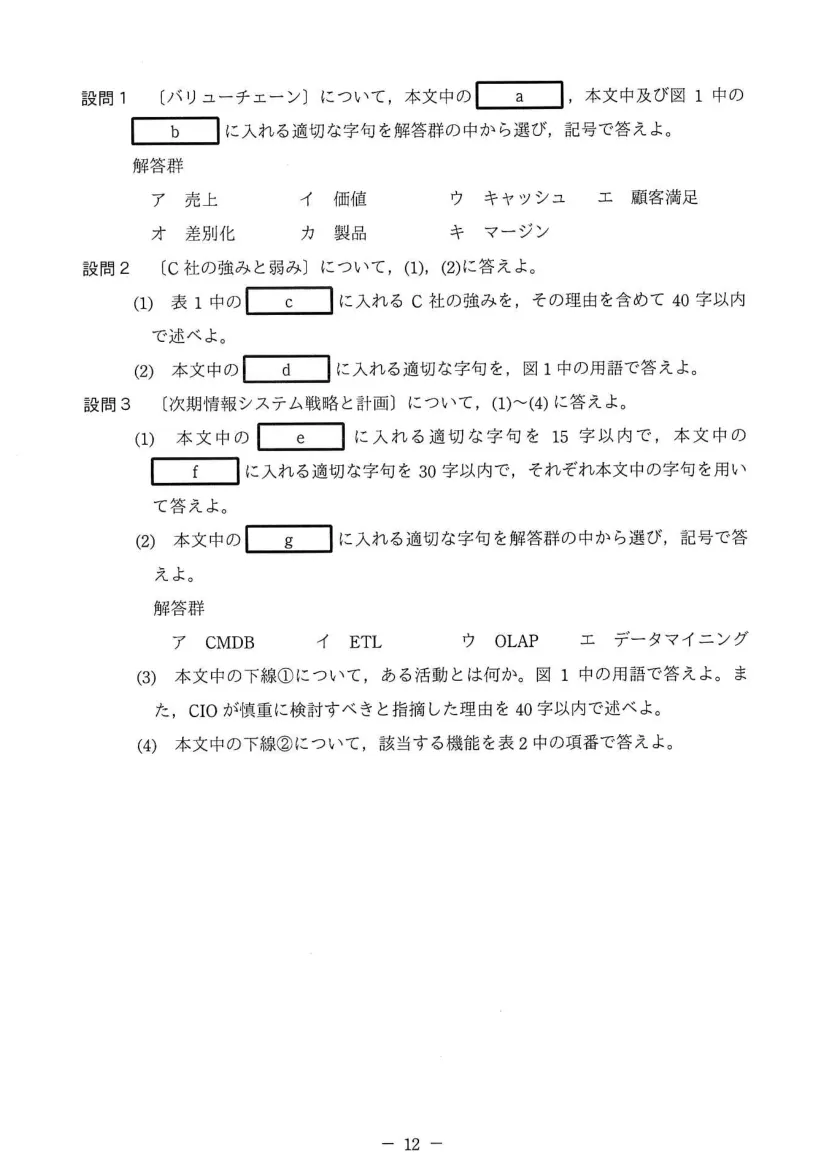 設問1 〔バリューチェーン〕について，本文中の a ，本文中及び図 1 中の
b に入れる適切な字句を解答群の中から選び，記号で答えよ。
解答群
ア 売上 イ 価値 ウ キャッシュ エ 顧客満足
オ 差別化 カ 製品 キ マージン
設問2 〔C 社の強みと弱み〕について，(1)，(2)に答えよ。
(1) 表 1 中の c に入れる C 社の強みを，その理由を含めて 40 字以内
で述べよ。
(2) 本文中の d に入れる適切な字句を，図 1 中の用語で答えよ。
設問3 〔次期情報システム戦略と計画〕について，(1)～(4) に答えよ。
(1) 本文中の e に入れる適切な字句を 15 字以内で，本文中の
f に入れる適切な字句を 30 字以内で，それぞれ本文中の字句を用い
て答えよ。
(2) 本文中の g に入れる適切な字句を解答群の中から選び，記号で答
えよ。
解答群
ア CMDB イ ETL ウ OLAP エ データマイニング
(3) 本文中の下線①について，ある活動とは何か。図 1 中の用語で答えよ。ま
た，CIO が慎重に検討すべきと指摘した理由を 40 字以内で述べよ。
(4) 本文中の下線②について，該当する機能を表 2 中の項番で答えよ。
－ 12 －